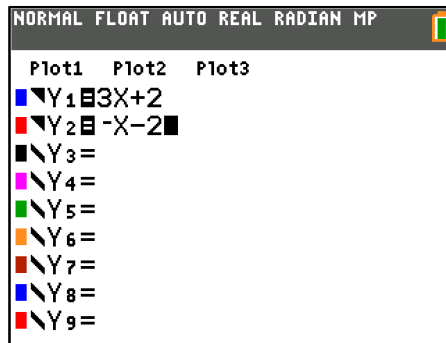 NORMAL FLOAT AUTO REAL RADIAN MP
Plot1 Plot2 Plot3
Y1=3X+2
Y2=-X-2
Y3=
Y4=
Y5=
Y6=
Y7=
Y8=
Y9=